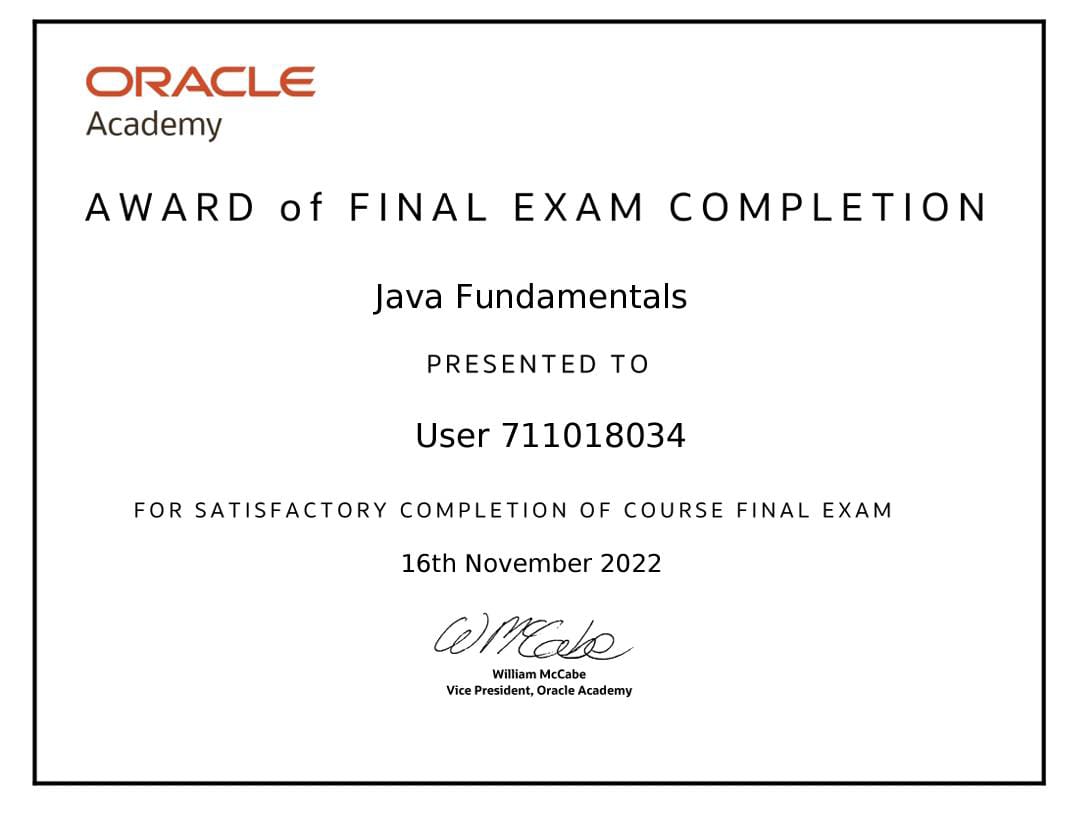 ORACLE
Academy
AWARD of FINAL EXAM COMPLETION
Java Fundamentals
PRESENTED TO
User 711018034
FOR SATISFACTORY COMPLETION OF COURSE FINAL EXAM
16th November 2022
WMcCabe
William McCabe
Vice President, Oracle Academy